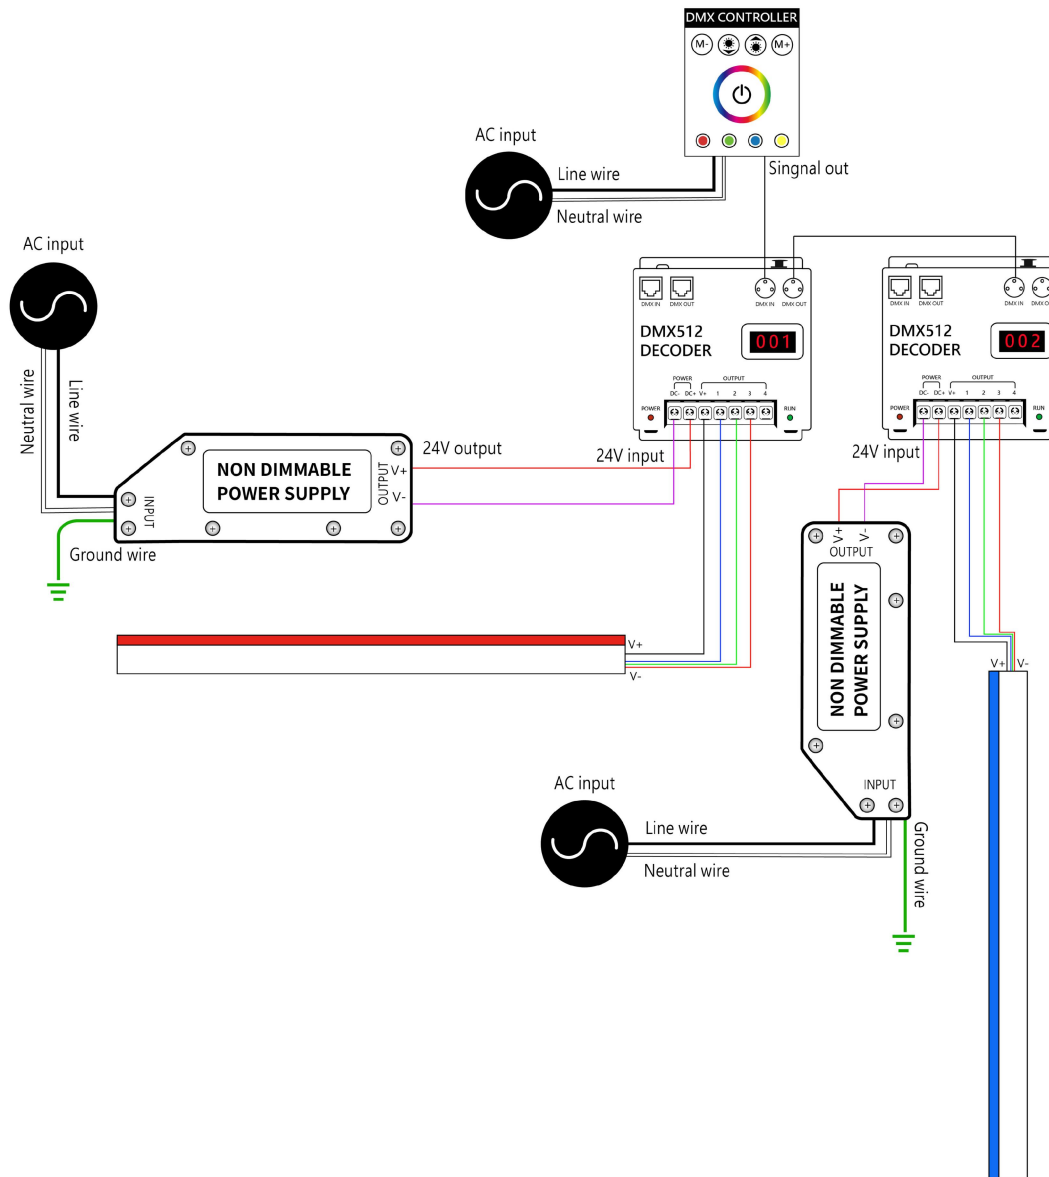 DMX CONTROLLER
M-
M+
AC input
Line wire
Neutral wire
Singnal out
AC input
Neutral wire
Line wire
DMX IN
DMX OUT
DMX IN
DMX OUT
DMX512
DECODER
001
POWER
OUTPUT
DC-
DC+
V+
1
2
3
4
POWER
RUN
24V input
DMX IN
DMX OUT
DMX IN
DMX512
DECODER
002
POWER
OUTPUT
DC-
DC+
V+
1
2
3
4
POWER
RUN
24V input
NON DIMMABLE
POWER SUPPLY
INPUT
OUTPUT
V+
V-
24V output
Ground wire
V+
V-
V+
V-
OUTPUT
NON DIMMABLE
POWER SUPPLY
INPUT
V+
V-
AC input
Line wire
Neutral wire
Ground wire